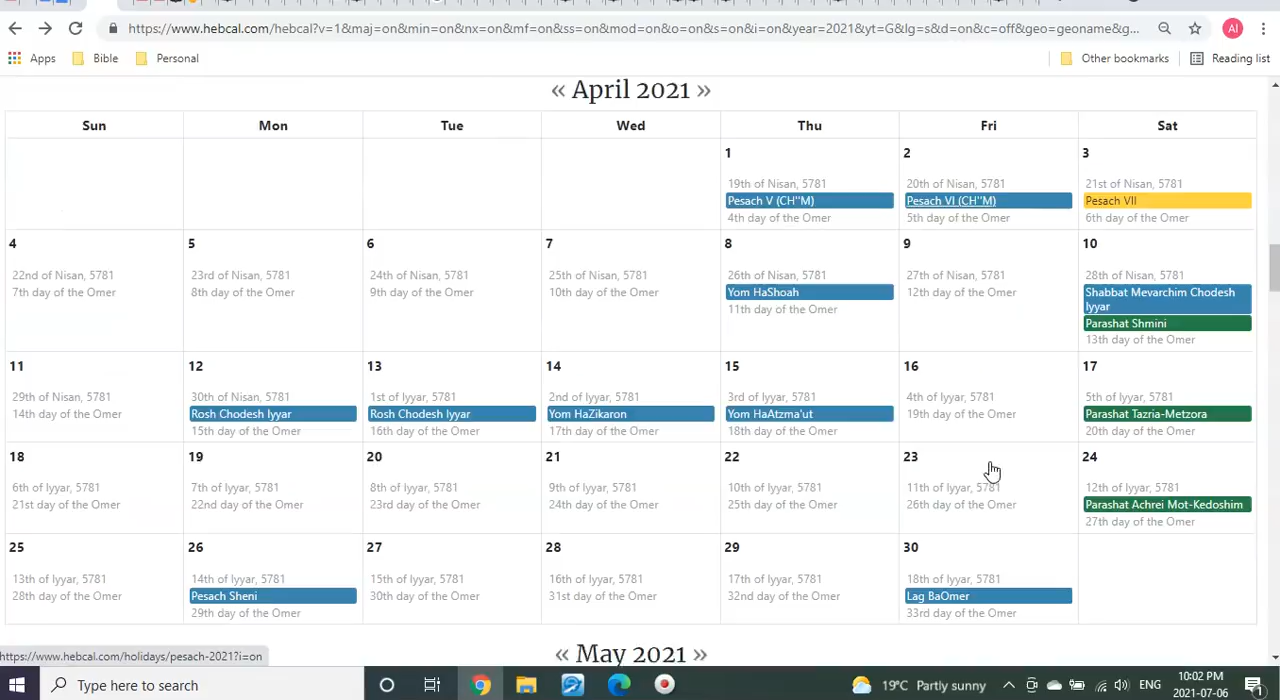 https://www.hebcal.com/hebcal?v=1&maj=on&min=on&nx=on&mf=on&ss=on&mod=on&o=on&s=on&i=on&year=2021&yt=G&lg=s&d=on&c=off&geo=geoname&g...
AI
Apps Bible Personal Other bookmarks Reading list
« April 2021 »
Sun Mon Tue Wed Thu Fri Sat
1 2 3
19th of Nisan, 5781 20th of Nisan, 5781 21st of Nisan, 5781
Pesach V (CH''M) Pesach VI (CH''M) Pesach VII
4th day of the Omer 5th day of the Omer 6th day of the Omer
4 5 6 7 8 9 10
22nd of Nisan, 5781 23rd of Nisan, 5781 24th of Nisan, 5781 25th of Nisan, 5781 26th of Nisan, 5781 27th of Nisan, 5781 28th of Nisan, 5781
7th day of the Omer 8th day of the Omer 9th day of the Omer 10th day of the Omer Yom HaShoah 12th day of the Omer Shabbat Mevarchim Chodesh
Iyyar
11th day of the Omer
Parashat Shmini
13th day of the Omer
11 12 13 14 15 16 17
29th of Nisan, 5781 30th of Nisan, 5781 1st of Iyyar, 5781 2nd of Iyyar, 5781 3rd of Iyyar, 5781 4th of Iyyar, 5781 5th of Iyyar, 5781
14th day of the Omer Rosh Chodesh Iyyar Rosh Chodesh Iyyar Yom HaZikaron Yom HaAtzma'ut 19th day of the Omer Parashat Tazria-Metzora
15th day of the Omer 16th day of the Omer 17th day of the Omer 18th day of the Omer 20th day of the Omer
18 19 20 21 22 23 24
6th of Iyyar, 5781 7th of Iyyar, 5781 8th of Iyyar, 5781 9th of Iyyar, 5781 10th of Iyyar, 5781 11th of Iyyar, 5781 12th of Iyyar, 5781
21st day of the Omer 22nd day of the Omer 23rd day of the Omer 24th day of the Omer 25th day of the Omer 26th day of the Omer Parashat Achrei Mot-Kedoshim
27th day of the Omer
25 26 27 28 29 30
13th of Iyyar, 5781 14th of Iyyar, 5781 15th of Iyyar, 5781 16th of Iyyar, 5781 17th of Iyyar, 5781 18th of Iyyar, 5781
28th day of the Omer Pesach Sheni 30th day of the Omer 31st day of the Omer 32nd day of the Omer Lag BaOmer
29th day of the Omer 33rd day of the Omer
« May 2021 »
https://www.hebcal.com/holidays/pesach-2021?i=on
Type here to search 19°C Partly sunny ENG 10:02 PM
2021-07-06
1